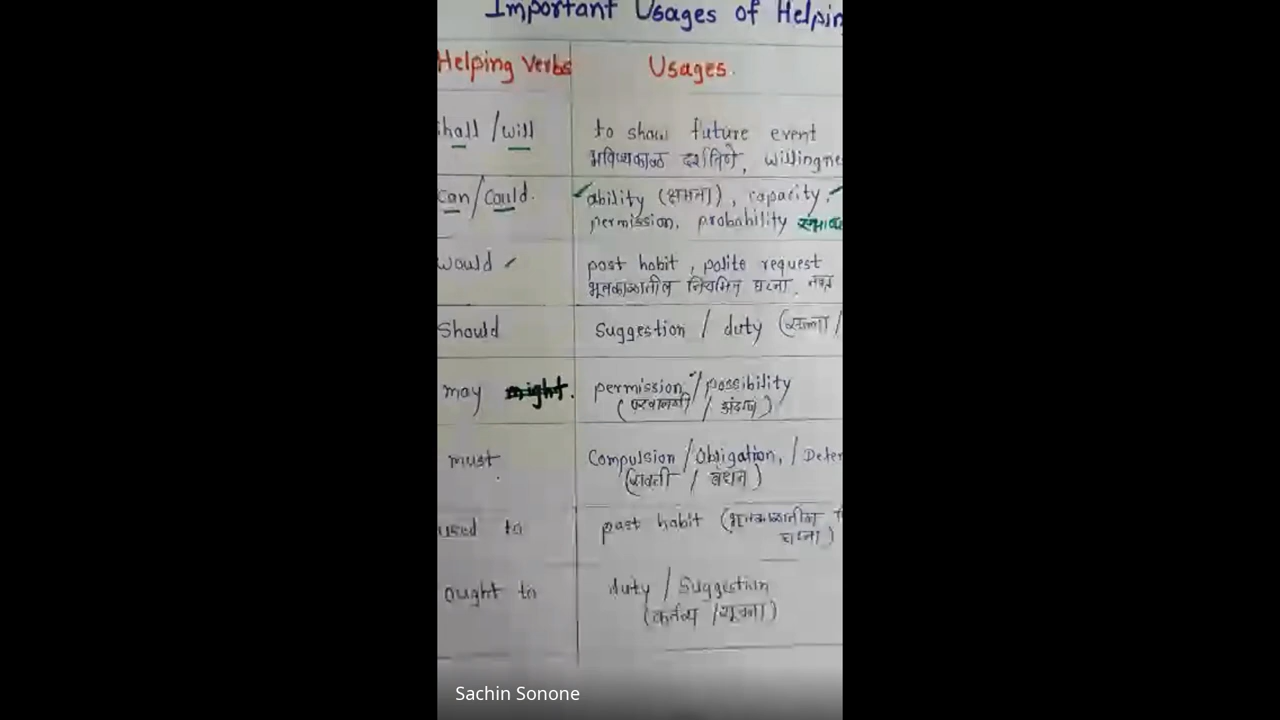 Important Usages of Helpin
Helping Verbs Usages.
hall / will to show future event
भविष्यकाळ दर्शविणे, willingne
can/could. ability (क्षमता), capacity,
permission, probability
would past habit, polite request
भूतकाळातील नियमित घटना.
Should Suggestion / duty
may permission / possibility
(परवानगी / अंदाज)
must Compulsion / Obligation, / Deter
(सक्ती / बंधन)
used to past habit (भूतकाळातील
घटना)
ought to duty / Suggestion
(कर्तव्य / सूचना)
Sachin Sonone